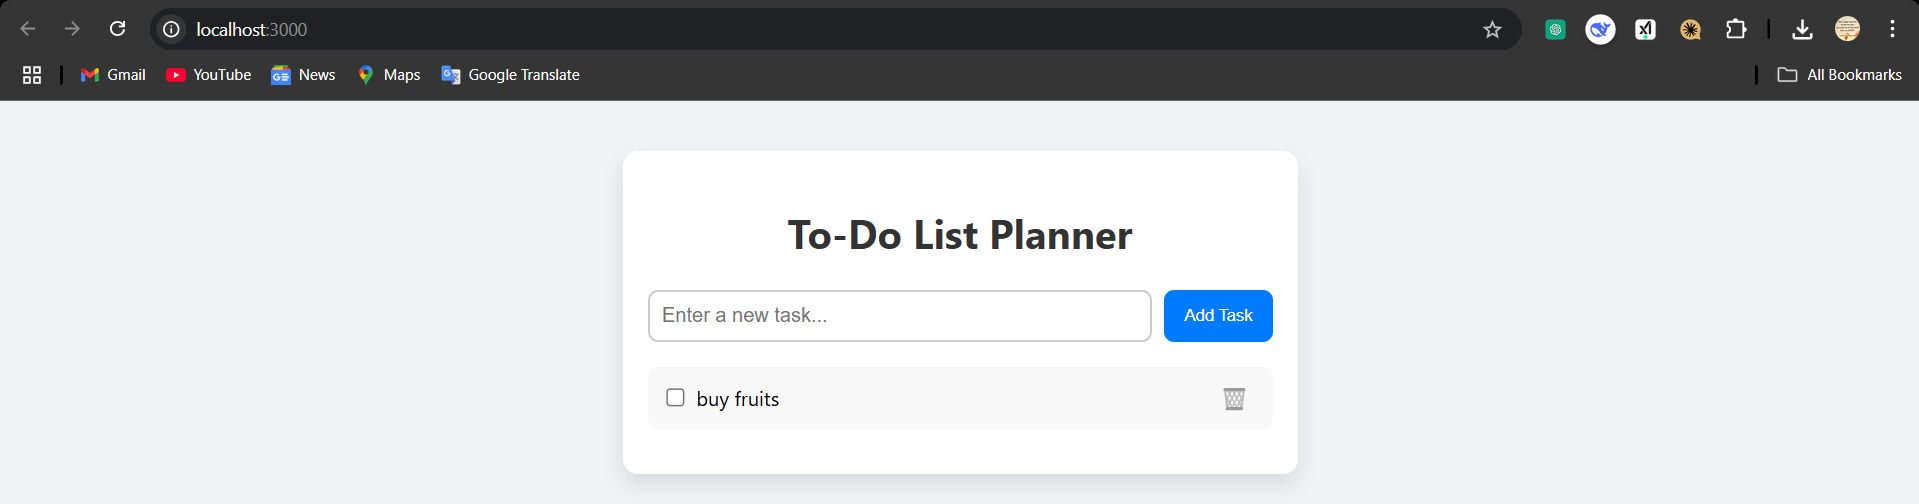 localhost:3000
Gmail YouTube News Maps Google Translate All Bookmarks
To-Do List Planner
Enter a new task... Add Task
buy fruits